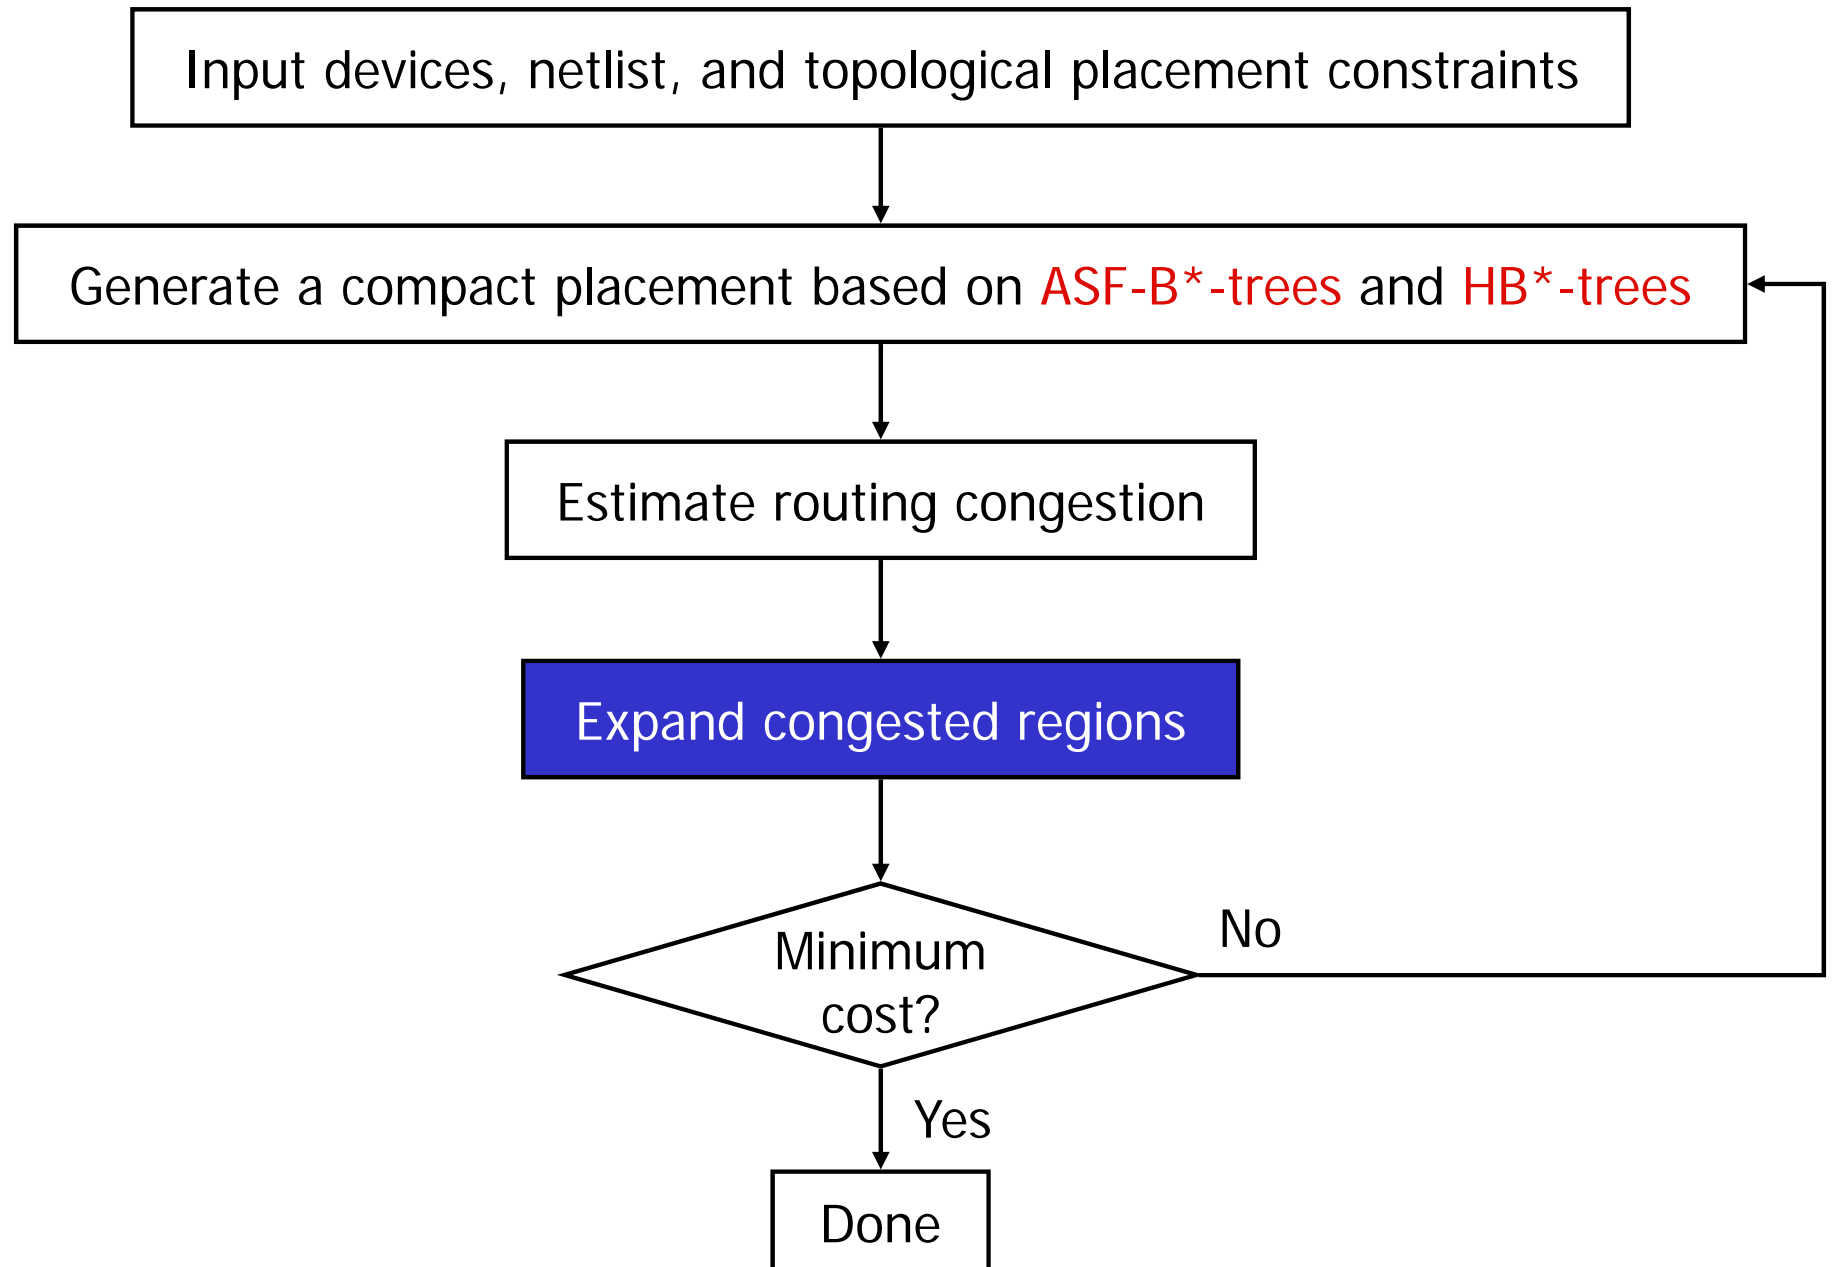 Input devices, netlist, and topological placement constraints
Generate a compact placement based on ASF-B*-trees and HB*-trees
Estimate routing congestion
Expand congested regions
No
Minimum
cost?
Yes
Done